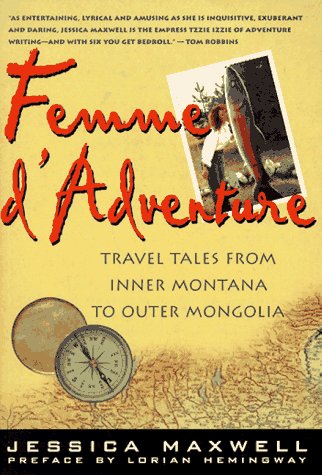 "AS ENTERTAINING, LYRICAL AND AMUSING AS SHE IS INQUISITIVE, EXUBERANT
AND DARING, JESSICA MAXWELL IS THE EMPRESS TZZIE IZZIE OF ADVENTURE
WRITING—AND WITH SIX YOU GET BEDROLL." — TOM ROBBINS
Femme
d'Adventure
TRAVEL TALES FROM
INNER MONTANA
TO OUTER MONGOLIA
JESSICA MAXWELL
PREFACE BY LORIAN HEMINGWAY